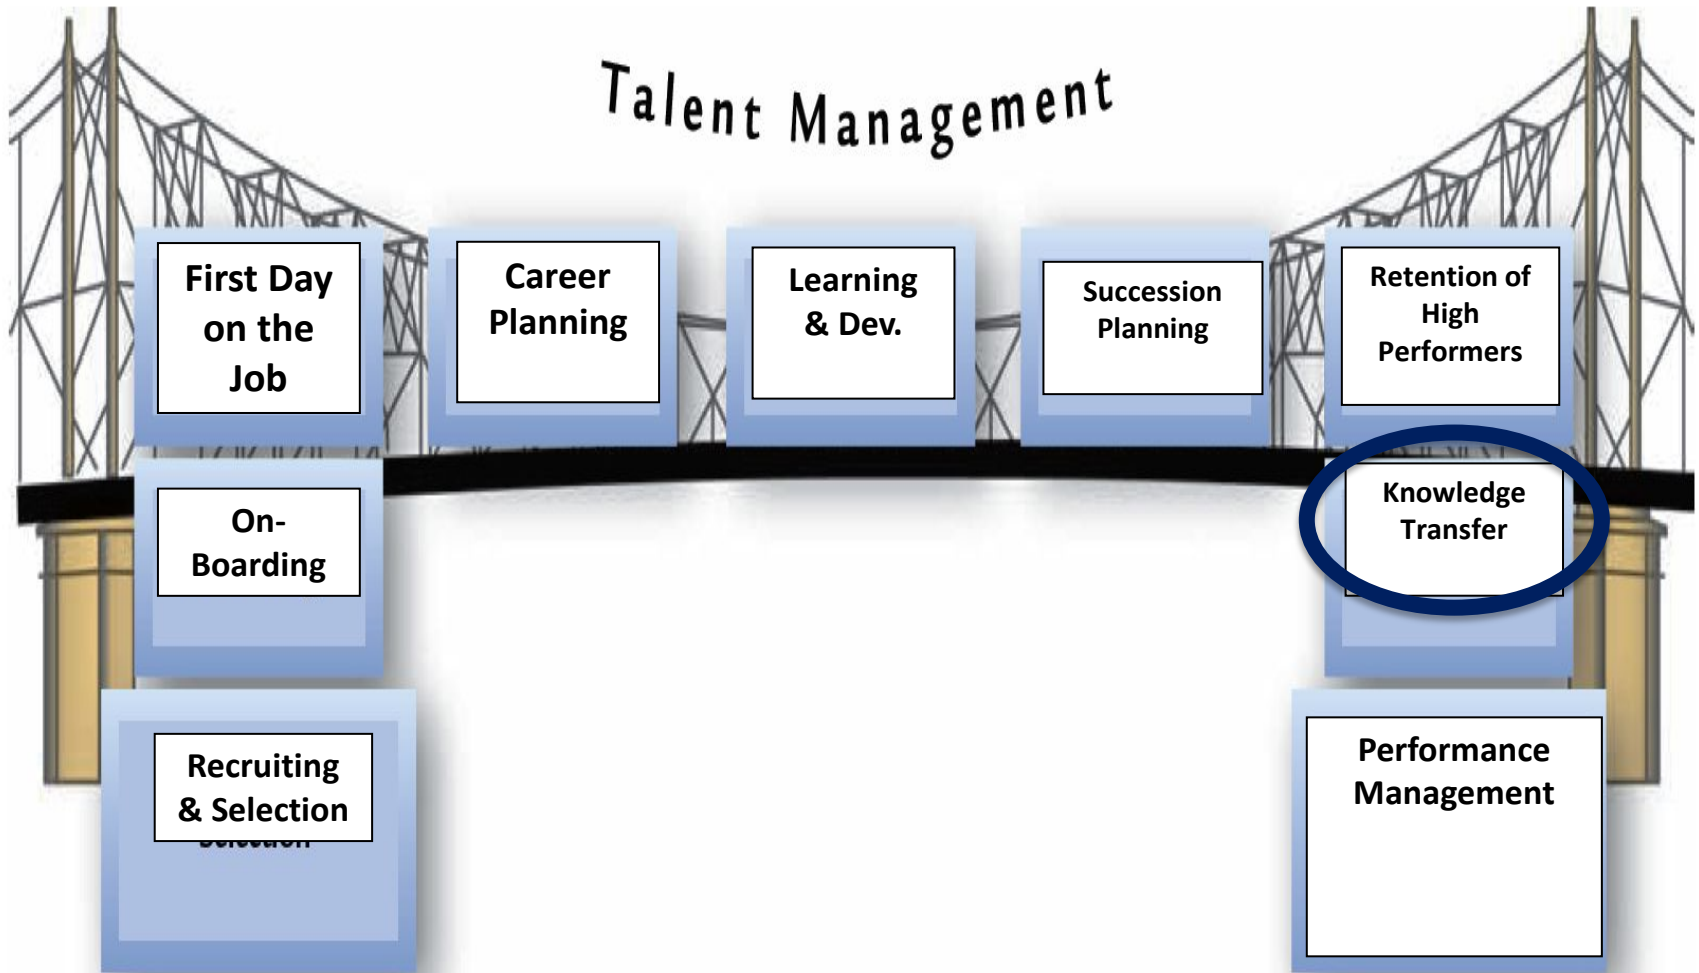 Talent Management
First Day
on the
Job
Career
Planning
Learning
& Dev.
Succession
Planning
Retention of
High
Performers
On-
Boarding
Knowledge
Transfer
Recruiting
& Selection
Selection
Performance
Management